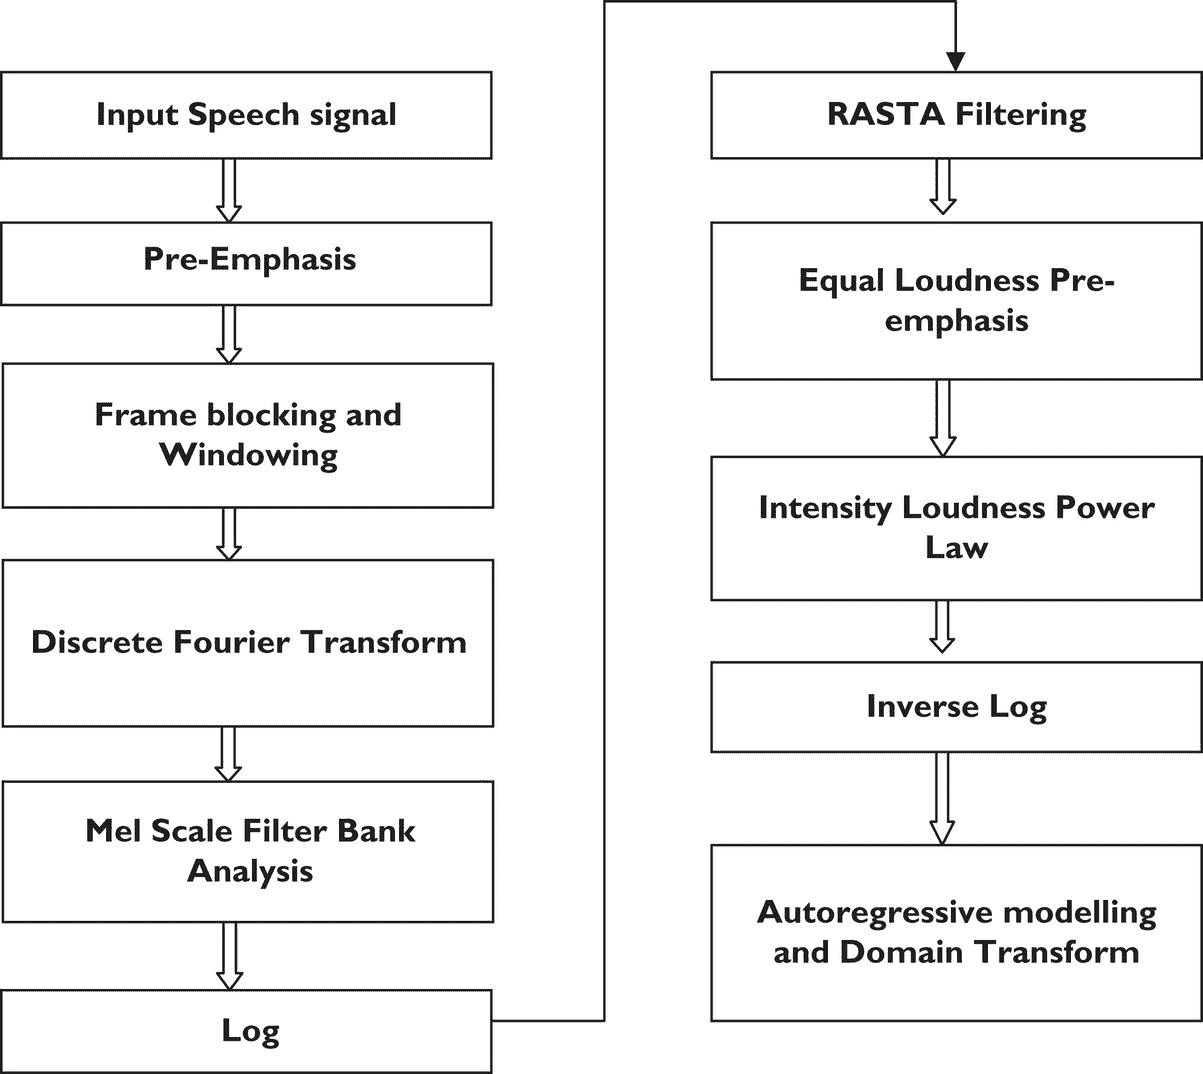 Input Speech signal
Pre-Emphasis
Frame blocking and
Windowing
Discrete Fourier Transform
Mel Scale Filter Bank
Analysis
Log
RASTA Filtering
Equal Loudness Pre-
emphasis
Intensity Loudness Power
Law
Inverse Log
Autoregressive modelling
and Domain Transform